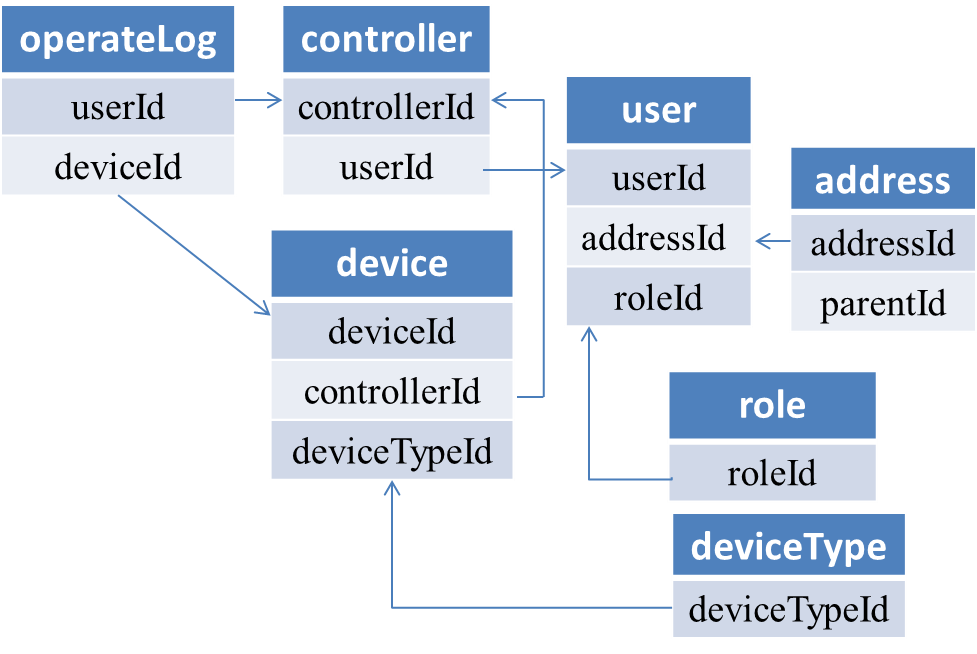 operateLog
userId
deviceId
controller
controllerId
userId
user
userId
addressId
roleId
address
addressId
parentId
device
deviceId
controllerId
deviceTypeId
role
roleId
deviceType
deviceTypeId